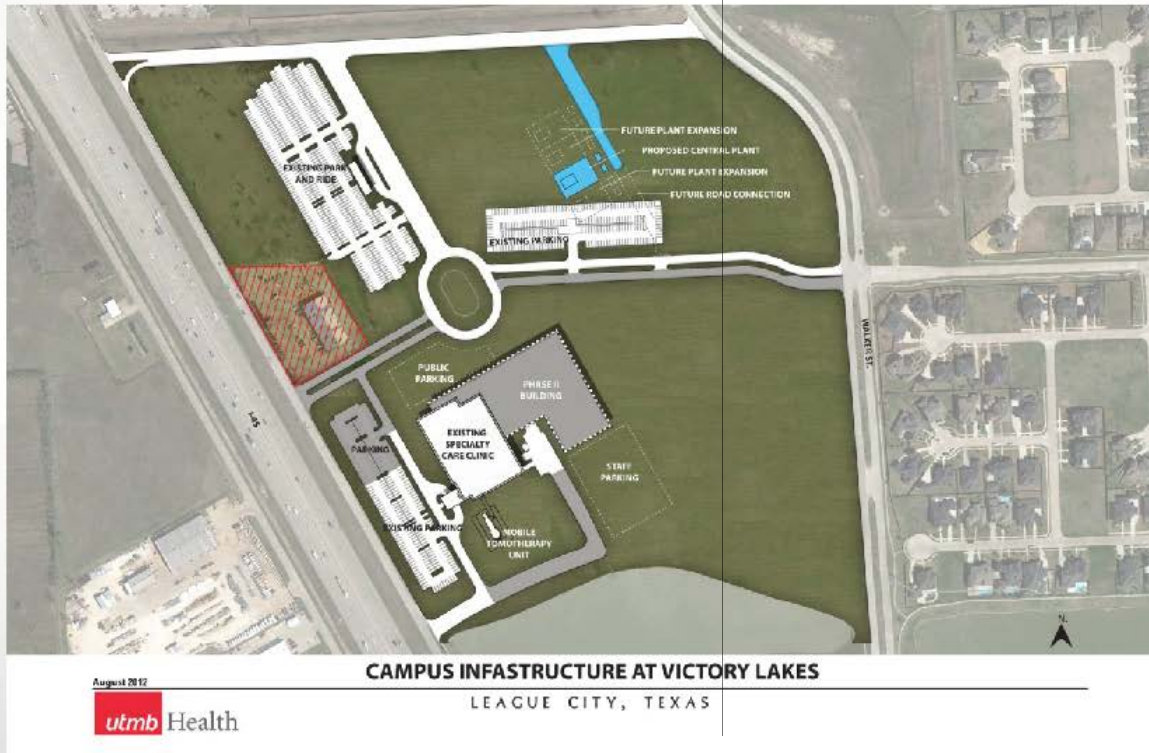 FUTURE PLANT EXPANSION
PROPOSED CENTRAL PLANT
FUTURE PLANT EXPANSION
FUTURE ROAD CONNECTION
EXISTING PARK
AND RIDE
EXISTING PARKING
WALKER ST.
I-45
PUBLIC
PARKING
PHASE II
BUILDING
EXISTING
SPECIALTY
CARE CLINIC
PARKING
STAFF
PARKING
EXISTING PARKING
MOBILE
TOMOTHERAPY
UNIT
N.
CAMPUS INFASTRUCTURE AT VICTORY LAKES
August 2012
LEAGUE CITY, TEXAS
utmb Health